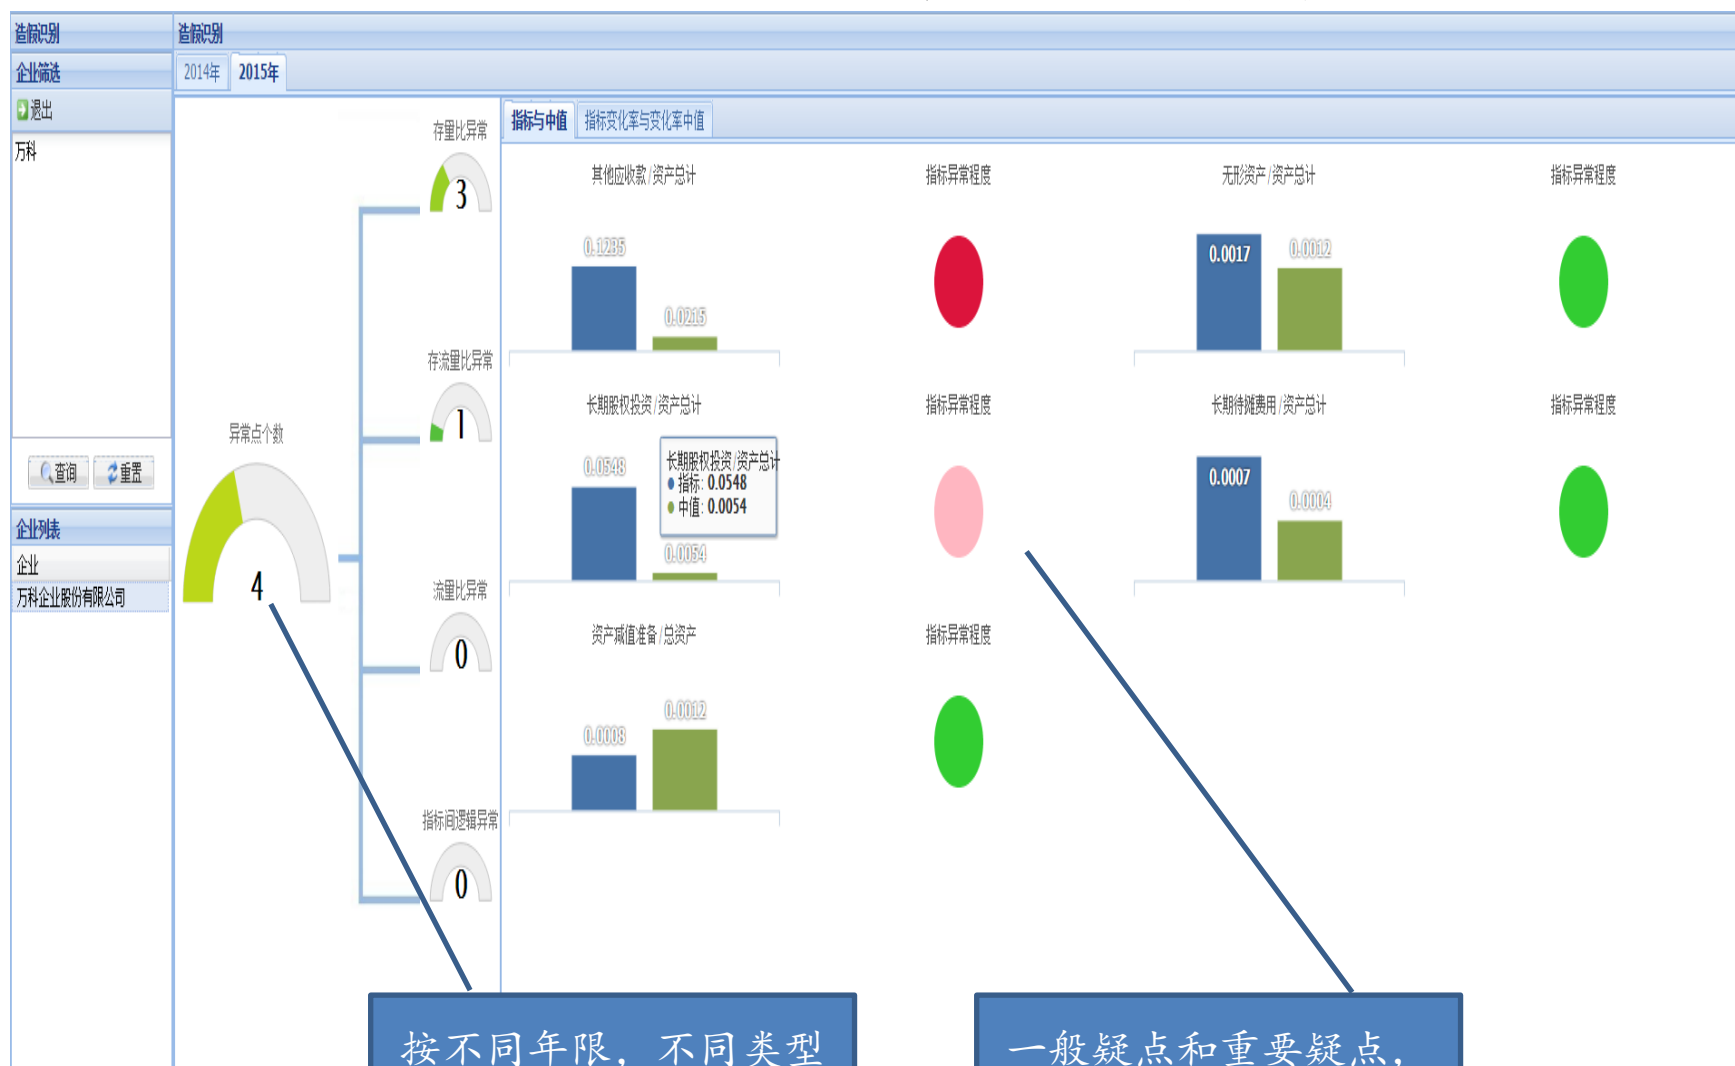 造假识别
造假识别
企业筛选
2014年
2015年
退出
万科
查询
重置
企业列表
企业
万科企业股份有限公司
异常点个数
4
存量比异常
3
存流量比异常
1
流量比异常
0
指标间逻辑异常
0
指标与中值
指标变化率与变化率中值
其他应收款/资产总计
0.1235
0.0215
指标异常程度
无形资产/资产总计
0.0017
0.0012
指标异常程度
长期股权投资/资产总计
0.0548
0.0054
长期股权投资/资产总计
指标: 0.0548
中值: 0.0054
指标异常程度
长期待摊费用/资产总计
0.0007
0.0004
指标异常程度
资产减值准备/总资产
0.0008
0.0012
指标异常程度
按不同年限，不同类型
一般疑点和重要疑点，